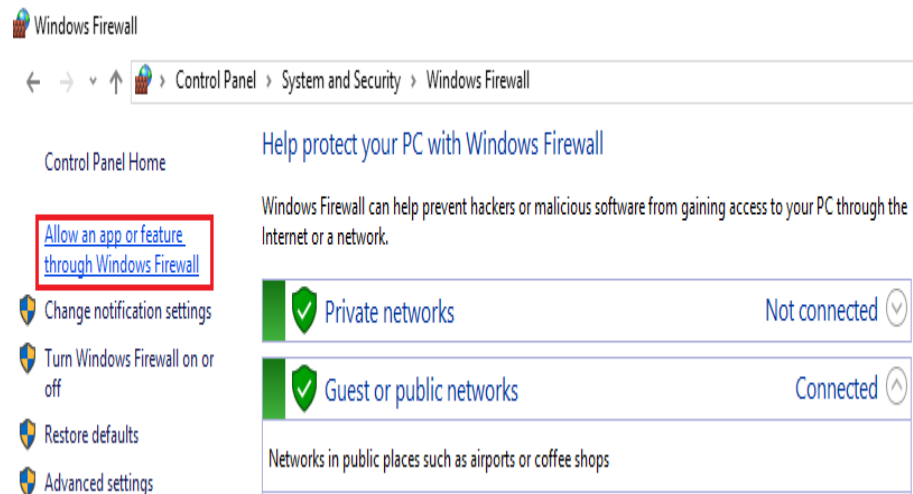 Windows Firewall
Control Panel > System and Security > Windows Firewall
Control Panel Home
Allow an app or feature
through Windows Firewall
Change notification settings
Turn Windows Firewall on or
off
Restore defaults
Advanced settings
Help protect your PC with Windows Firewall
Windows Firewall can help prevent hackers or malicious software from gaining access to your PC through the
Internet or a network.
Private networks Not connected
Guest or public networks Connected
Networks in public places such as airports or coffee shops